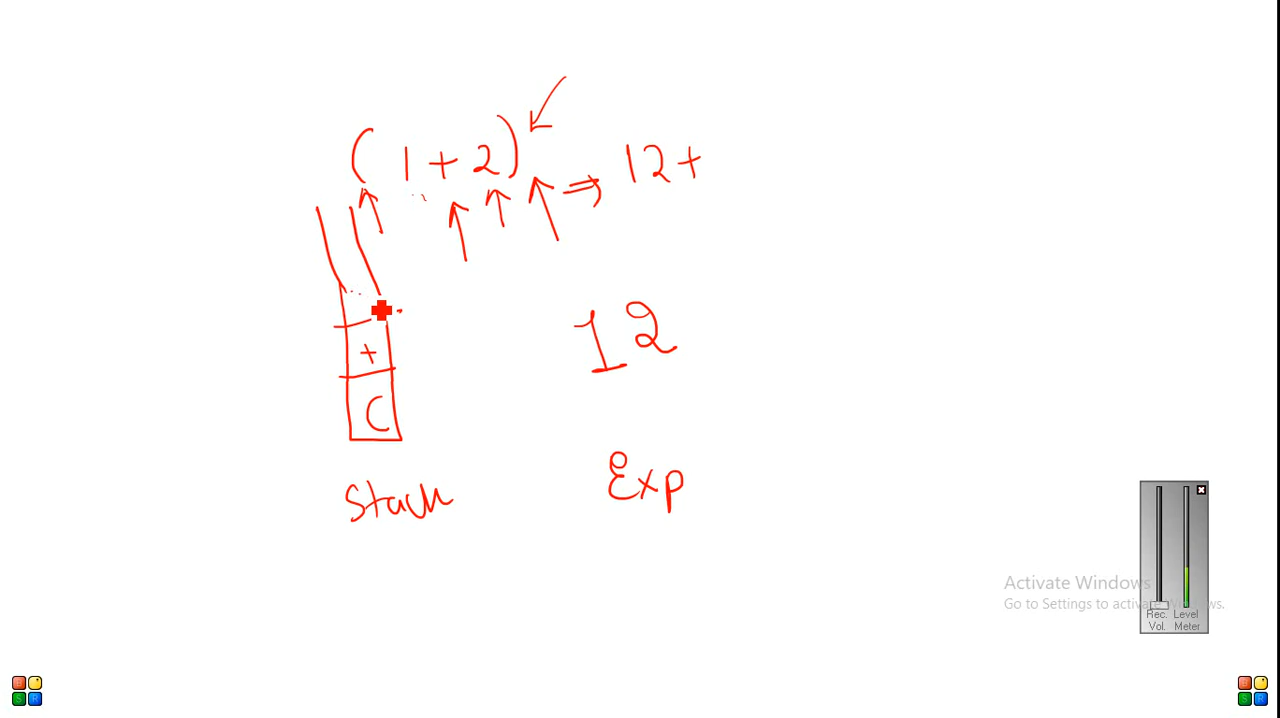 ( 1 + 2 ) ⇒ 12+
12
+
(
Stack
Exp
Activate Windows
Go to Settings to activate Windows.
Rec. Level
Vol. Meter